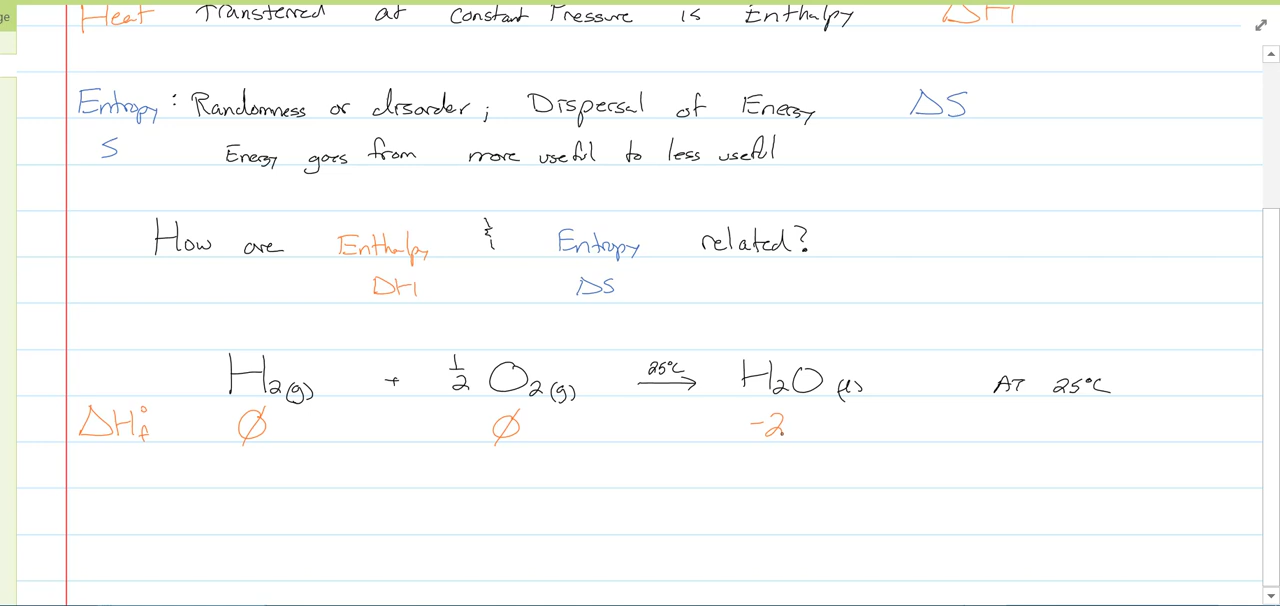 Heat Transferred at Constant Pressure is Enthalpy ΔH
Entropy : Randomness or disorder ; Dispersal of Energy ΔS
S Energy goes from more useful to less useful
How are Enthalpy & Entropy related?
ΔH ΔS
H₂(g) + ½ O₂(g) 25°C → H₂O (l) AT 25°C
ΔH°f ∅ ∅ -2